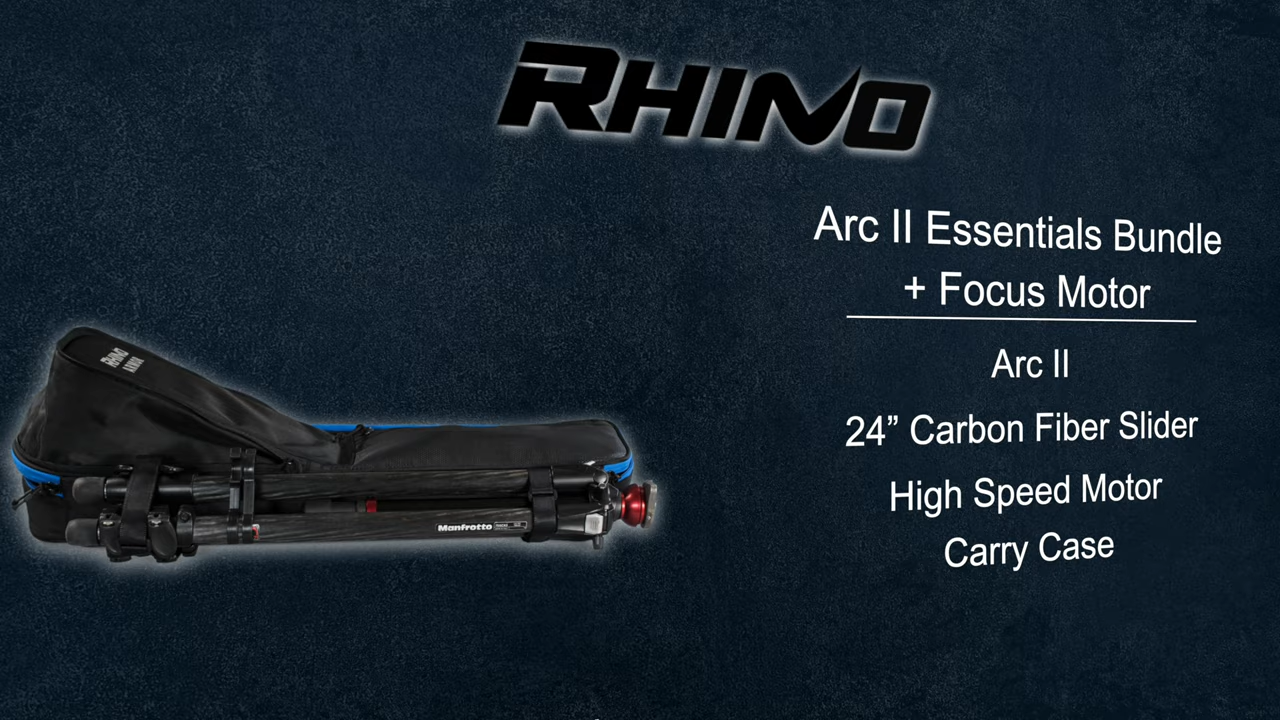 RHINO
Arc II Essentials Bundle
+ Focus Motor
Arc II
24” Carbon Fiber Slider
High Speed Motor
Carry Case
RHINO
Manfrotto